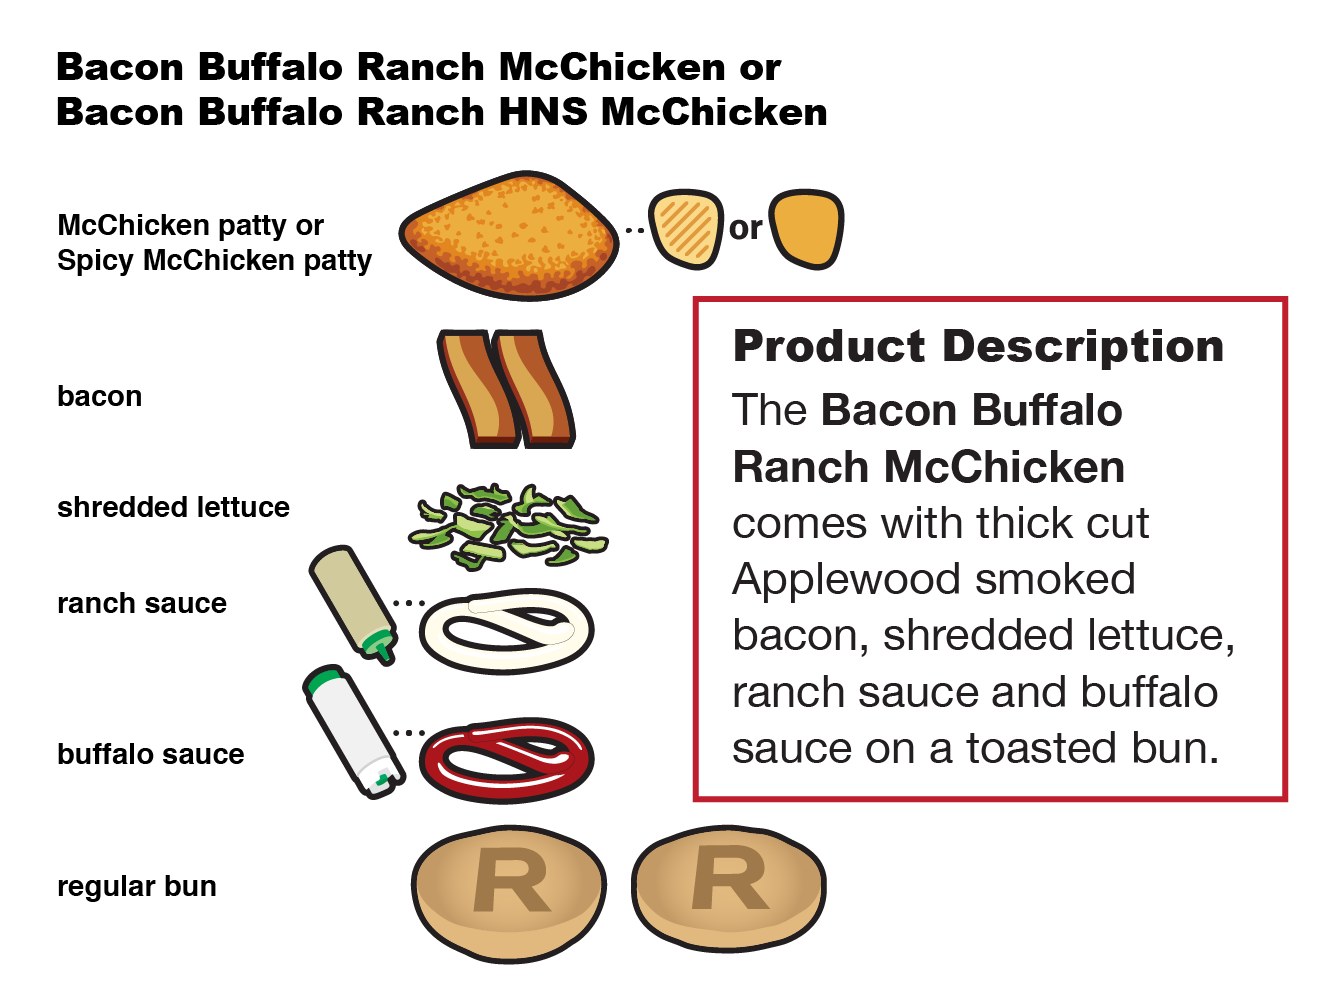 Bacon Buffalo Ranch McChicken or
Bacon Buffalo Ranch HNS McChicken
McChicken patty or
Spicy McChicken patty
or
bacon
shredded lettuce
ranch sauce
buffalo sauce
regular bun
R R
Product Description
The Bacon Buffalo
Ranch McChicken
comes with thick cut
Applewood smoked
bacon, shredded lettuce,
ranch sauce and buffalo
sauce on a toasted bun.